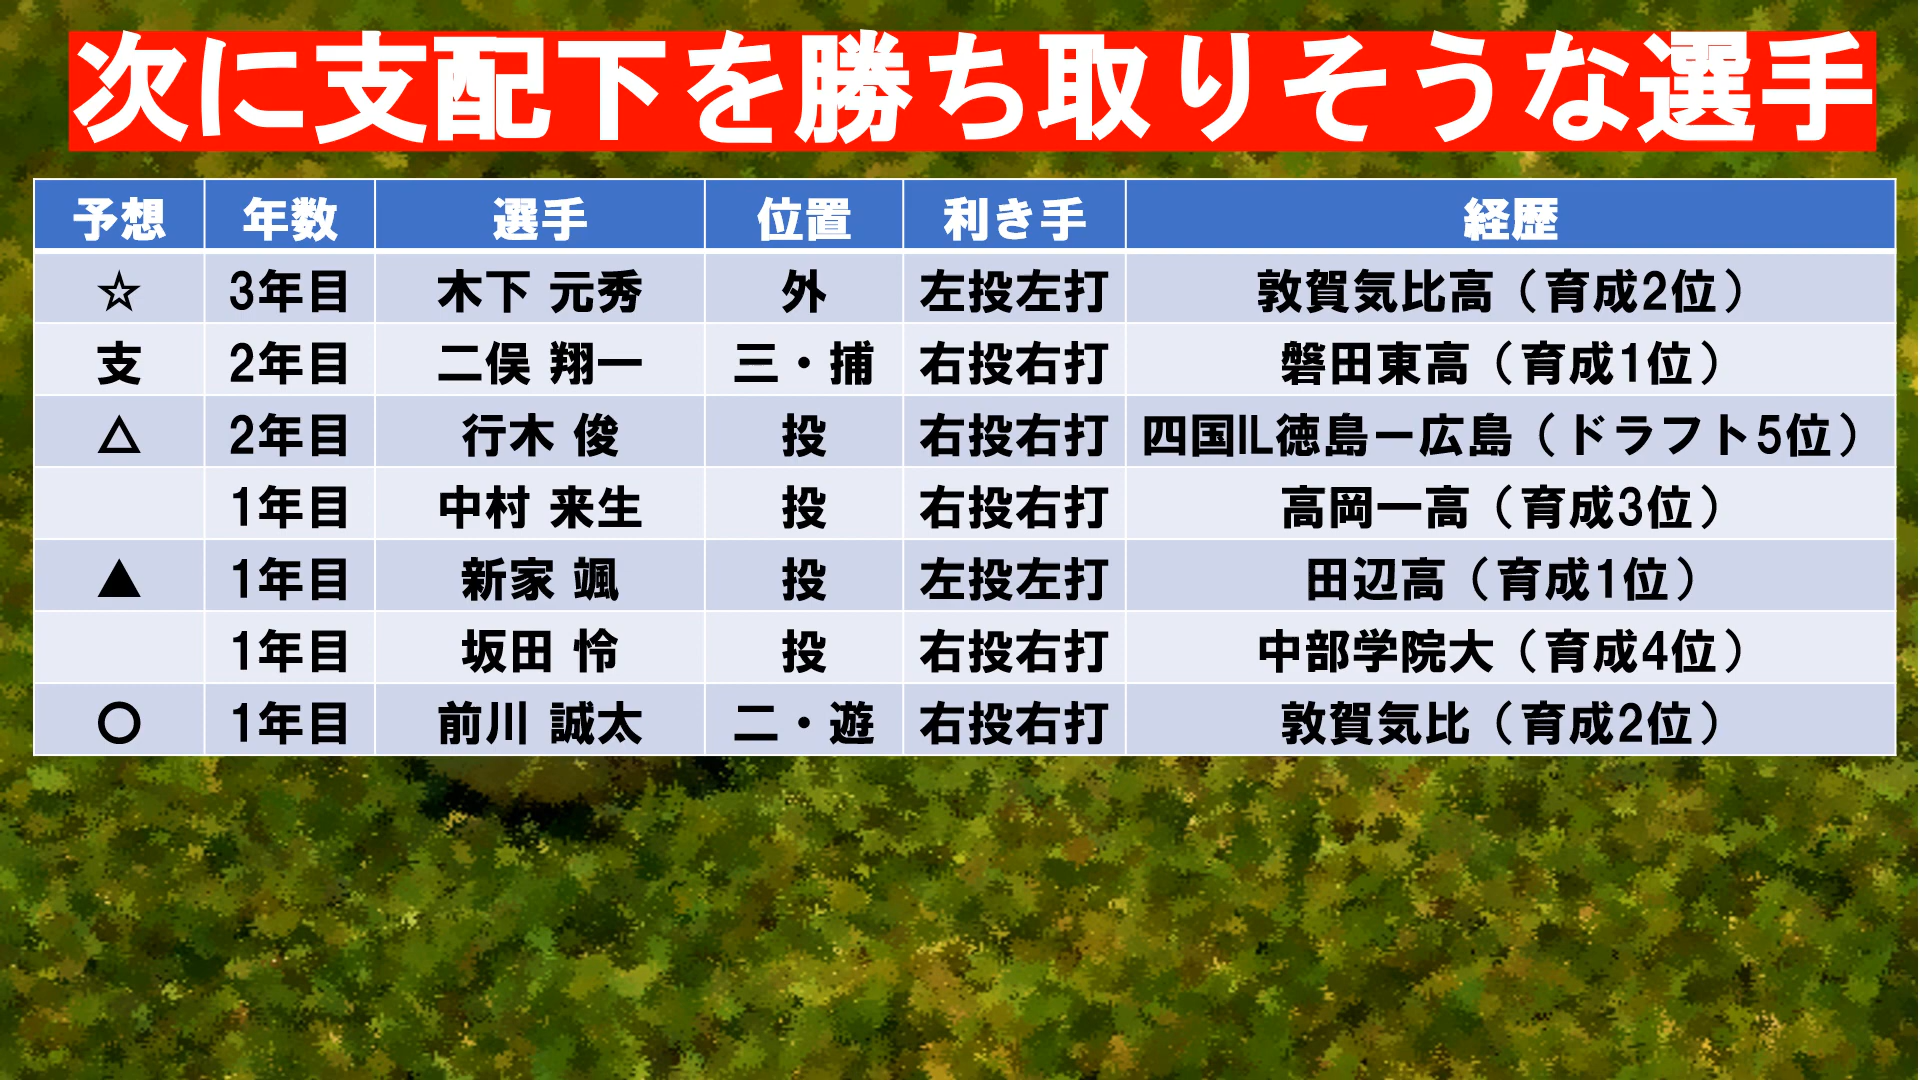 次に支配下を勝ち取りそうな選手
予想 年数 選手 位置 利き手 経歴
☆ 3年目 木下 元秀 外 左投左打 敦賀気比高（育成2位）
支 2年目 二俣 翔一 三・捕 右投右打 磐田東高（育成1位）
△ 2年目 行木 俊 投 右投右打 四国IL徳島ー広島（ドラフト5位）
1年目 中村 来生 投 右投右打 高岡一高（育成3位）
▲ 1年目 新家 颯 投 左投左打 田辺高（育成1位）
1年目 坂田 怜 投 右投右打 中部学院大（育成4位）
〇 1年目 前川 誠太 二・遊 右投右打 敦賀気比（育成2位）